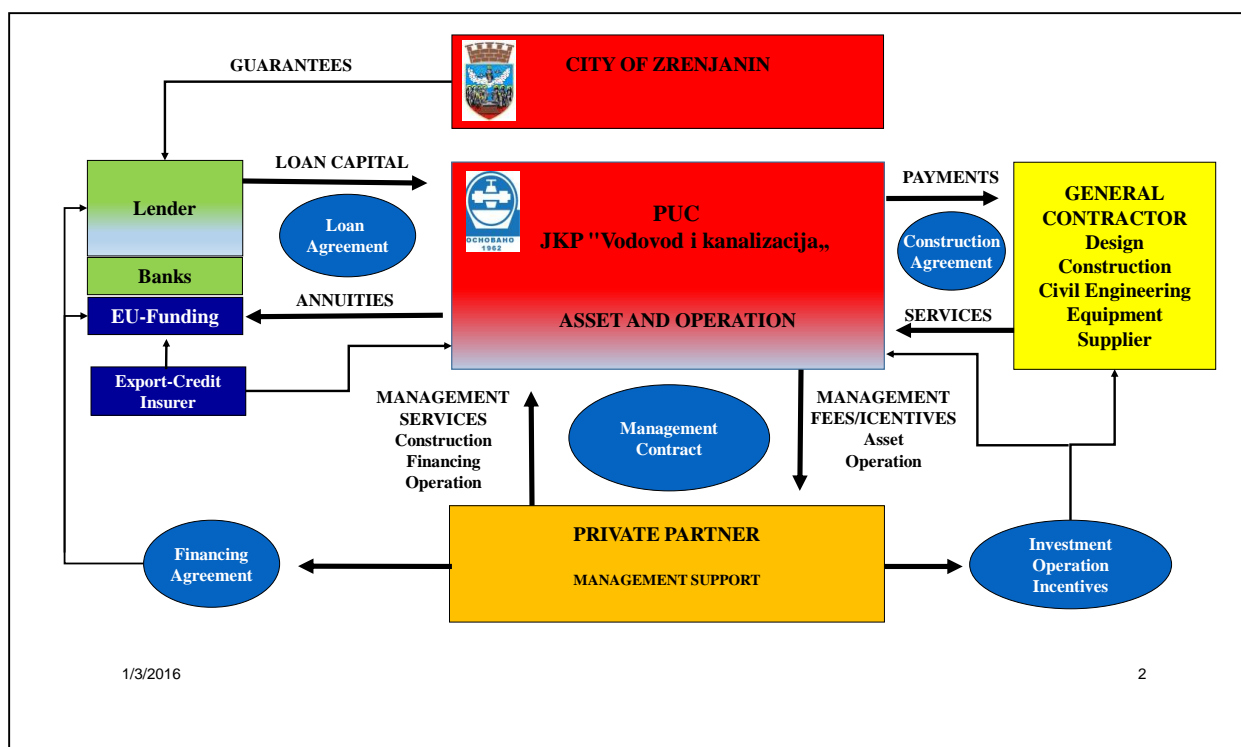 GUARANTEES
CITY OF ZRENJANIN
LOAN CAPITAL
Lender
Banks
EU-Funding
Export-Credit
Insurer
Loan
Agreement
ANNUITIES
ОСНОВАНО
1962
PUC
JKP "Vodovod i kanalizacija„
ASSET AND OPERATION
PAYMENTS
Construction
Agreement
SERVICES
GENERAL
CONTRACTOR
Design
Construction
Civil Engineering
Equipment
Supplier
MANAGEMENT
SERVICES
Construction
Financing
Operation
Management
Contract
MANAGEMENT
FEES/ICENTIVES
Asset
Operation
Financing
Agreement
PRIVATE PARTNER
MANAGEMENT SUPPORT
Investment
Operation
Incentives
1/3/2016
2